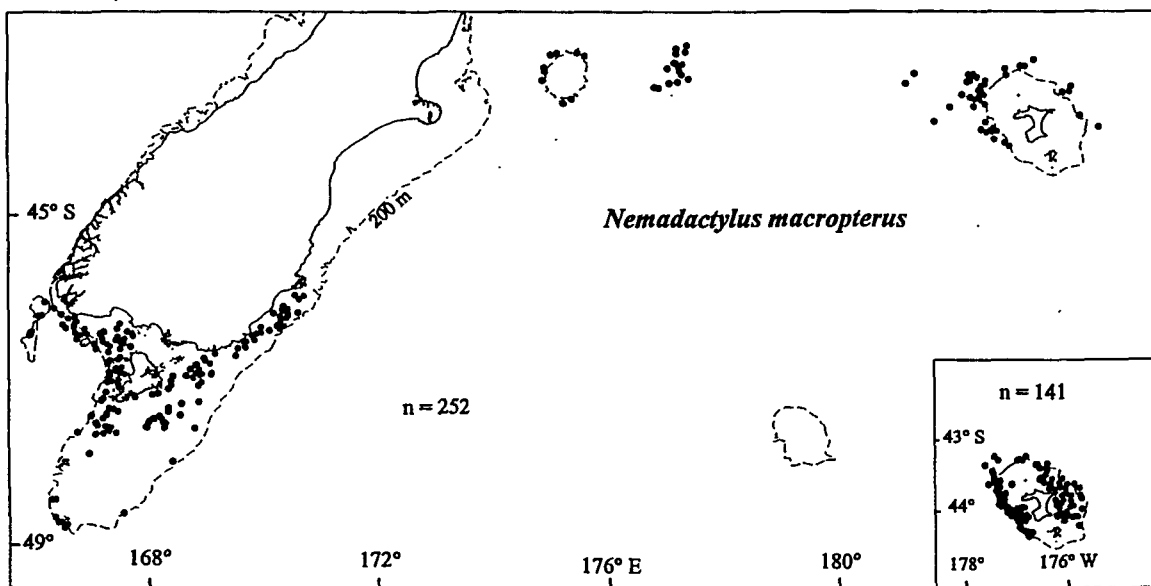 45° S
200 m
Nemadactylus macropterus
n = 252
n = 141
43° S
44°
49°
168°
172°
176° E
180°
178°
176° W